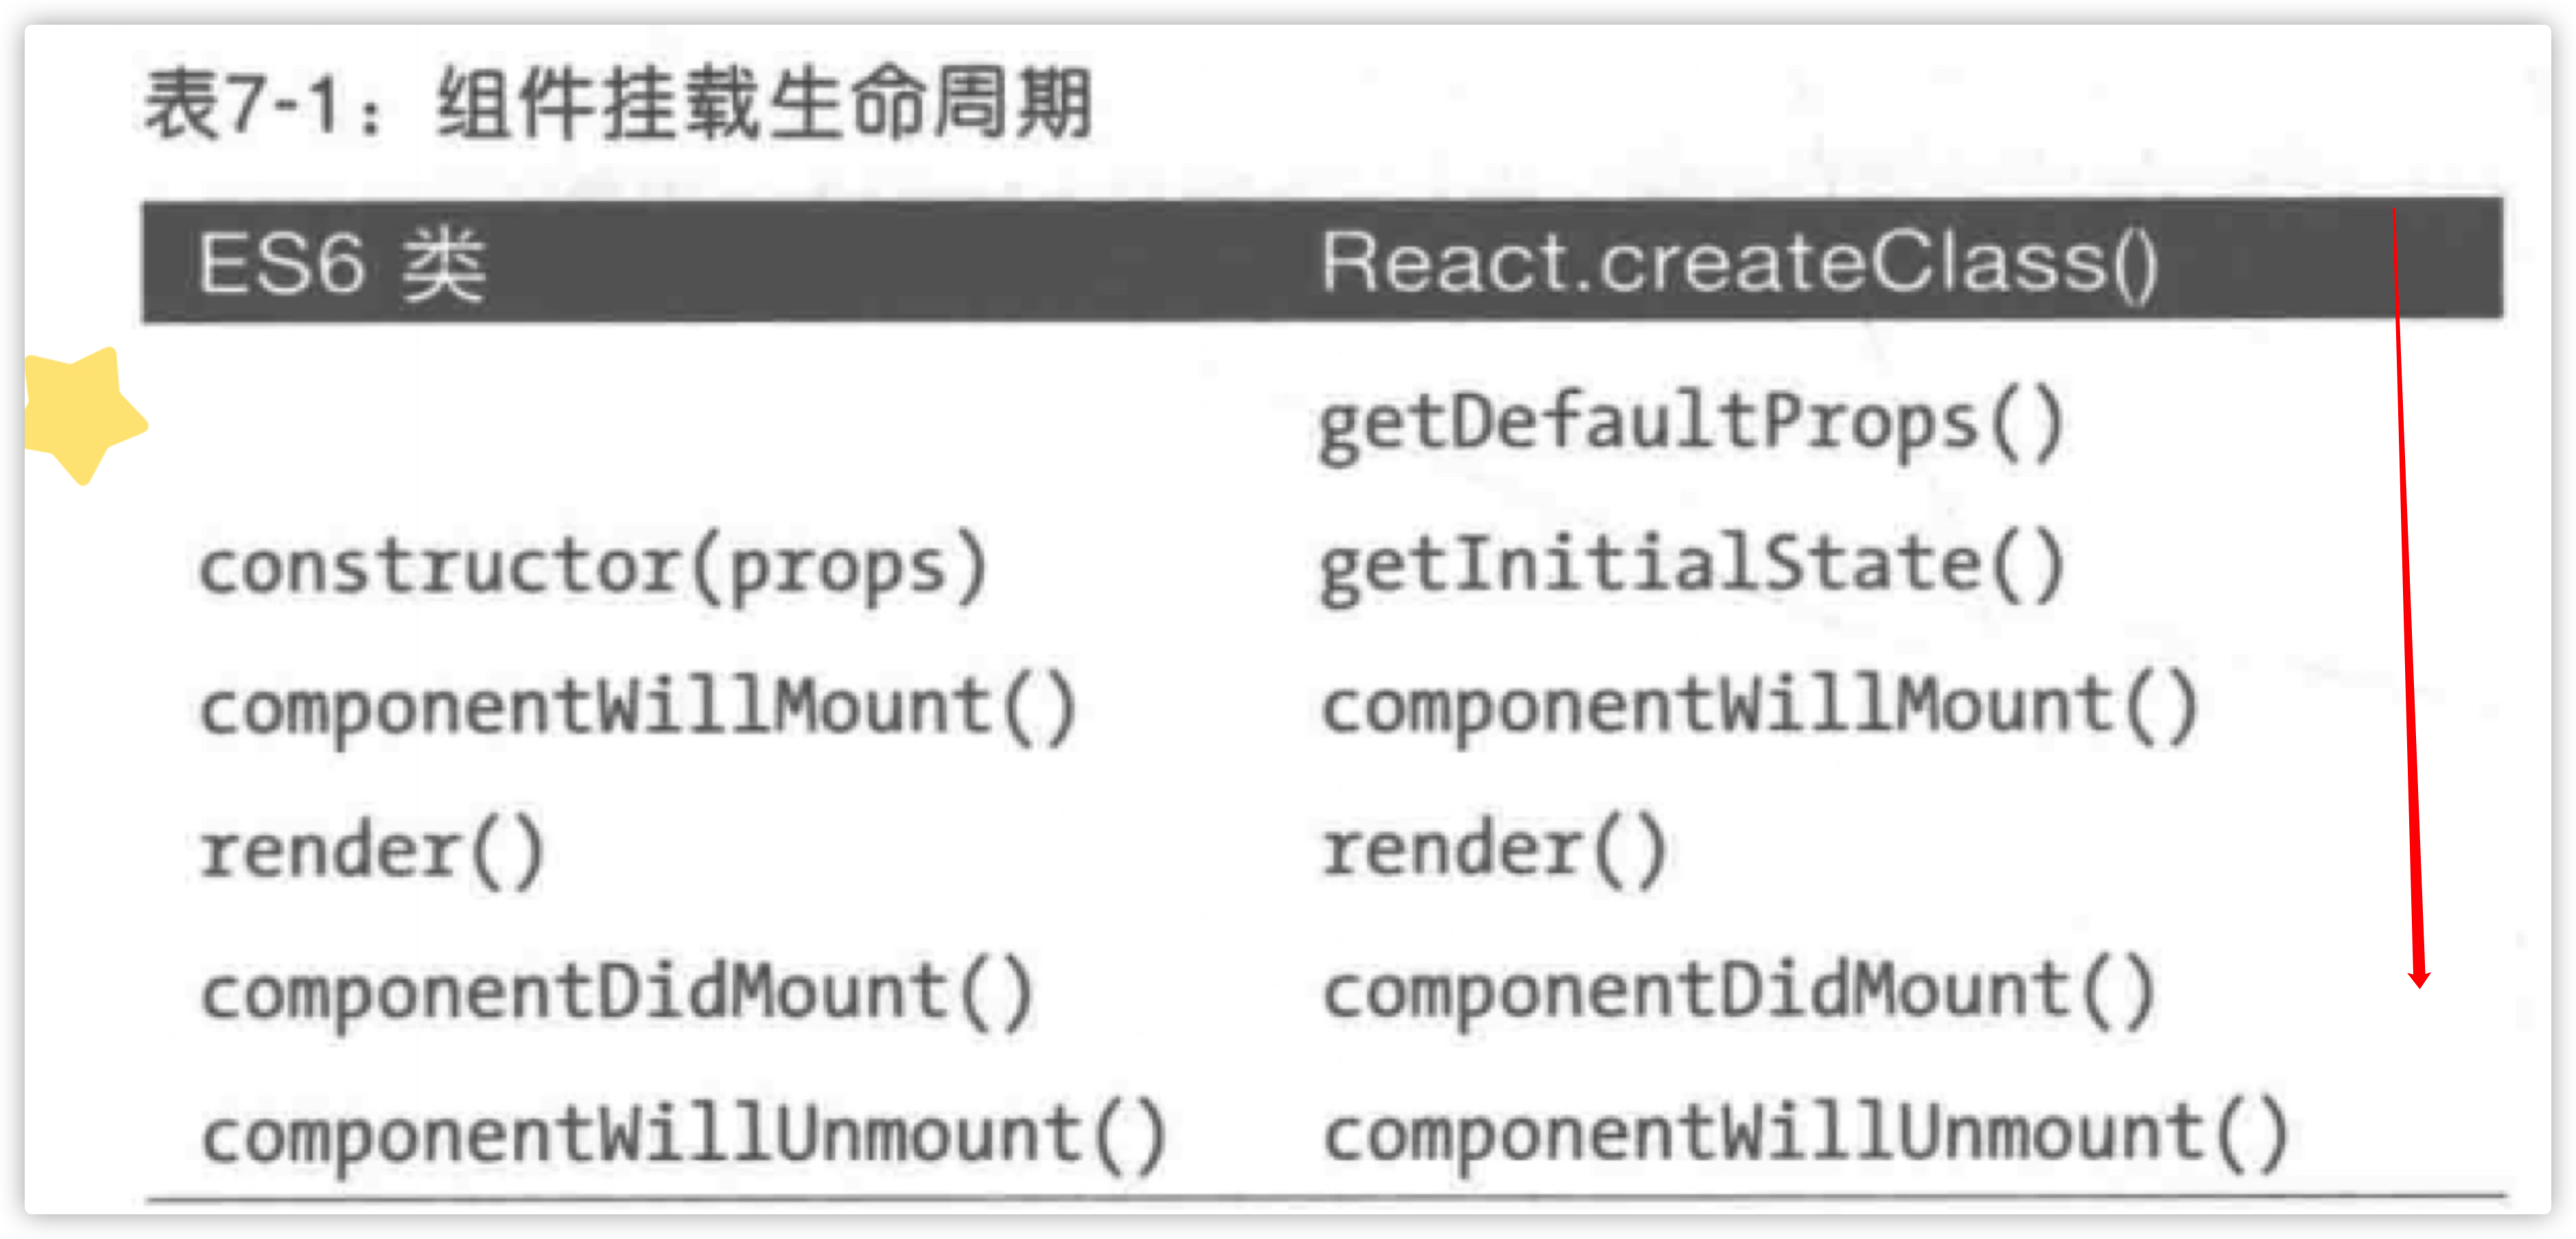 表7-1：组件挂载生命周期
ES6 类 React.createClass()
getDefaultProps()
constructor(props) getInitialState()
componentWillMount() componentWillMount()
render() render()
componentDidMount() componentDidMount()
componentWillUnmount() componentWillUnmount()